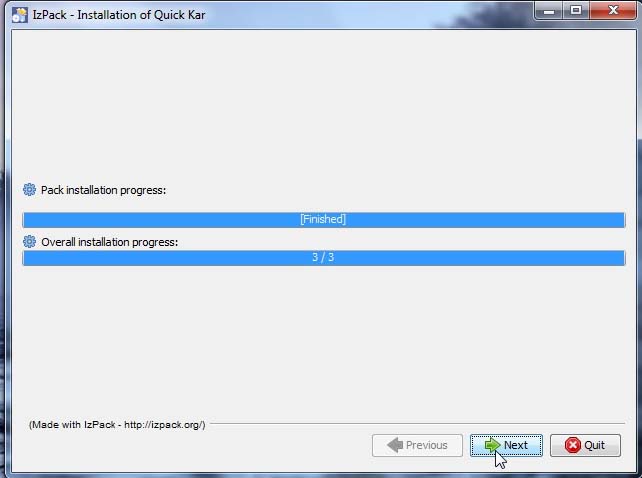 IzPack - Installation of Quick Kar
Pack installation progress:
[Finished]
Overall installation progress:
3 / 3
(Made with IzPack - http://izpack.org/)
Previous
Next
Quit